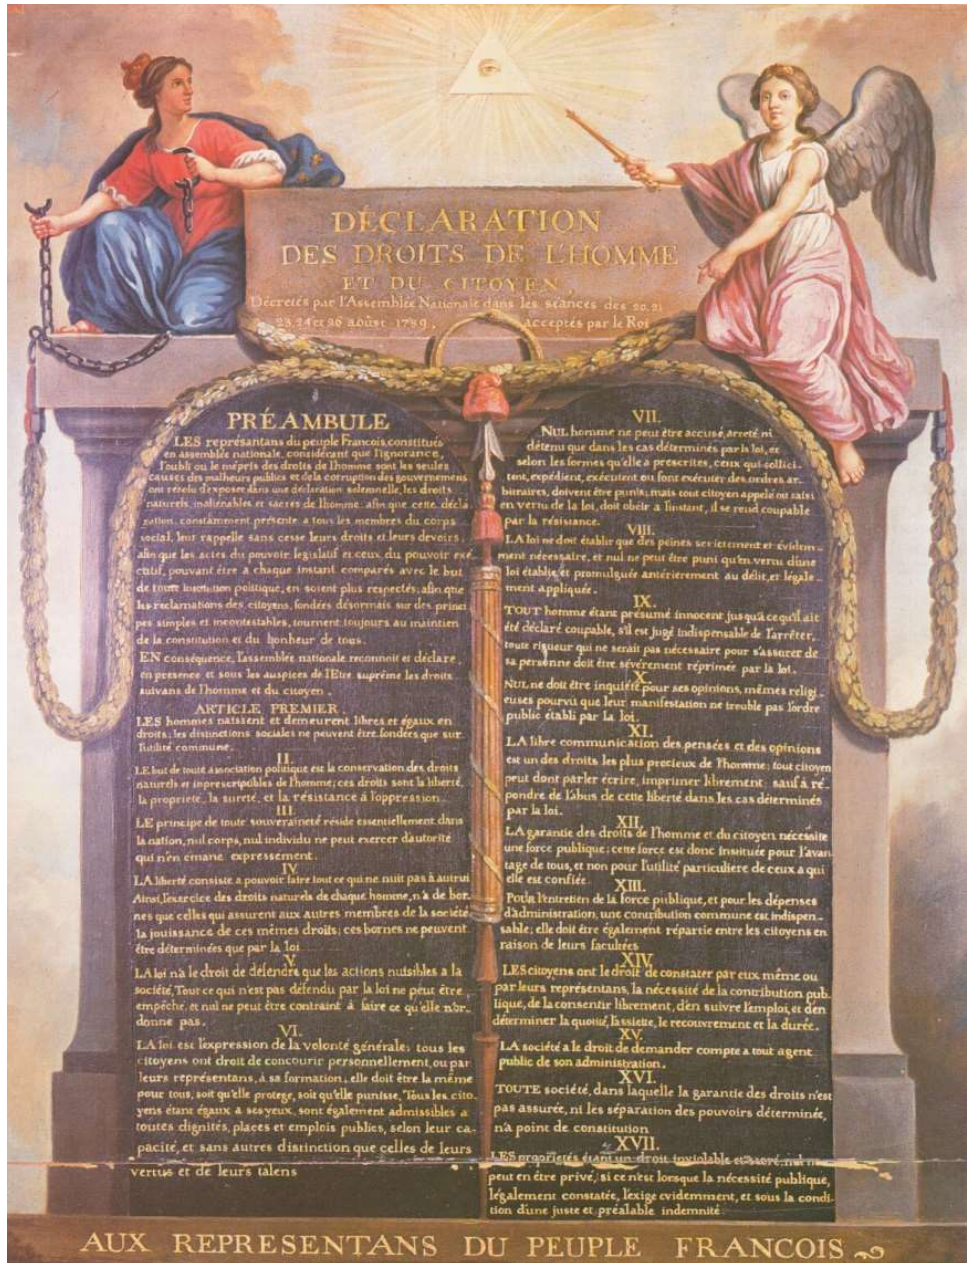 DÉCLARATION
DES DROITS DE L'HOMME
ET DU CITOYEN,
Décretés par l'Assemblée Nationale dans les séances des 20, 21
23, 24 et 26 août 1789, acceptés par le Roi
PRÉAMBULE
LES représantans du peuple François, constitués
en assemblée nationale, considérant que l'ignorance,
l'oubli ou le mépris des droits de l'homme sont les seules
causes des malheurs publics et de la corruption des gouvernemens
ont résolu d'exposer dans une déclaration solemnelle, les droits
naturels, inaliénables et sacrés de l'homme: afin que cette décla
ration, constamment présente a tous les membres du corps
social, leur rappelle sans cesse leurs droits et leurs devoirs,
afin que les actes du pouvoir législatif et ceux du pouvoir exé
cutif, pouvant être a chaque instant comparés avec le but
de toute institution politique, en soient plus respectés; afin que
les reclamations des citoyens, fondées désormais sur des princi
pes simples et incontestables, tournent toujours au maintien
de la constitution et du bonheur de tous.
EN conséquence, l'assemblée nationale reconnoit et déclare,
en presence et sous les auspices de l'Etre suprême les droits
suivans de l'homme et du citoyen.
ARTICLE PREMIER.
LES hommes naissent et demeurent libres et égaux en
droits; les distinctions sociales ne peuvent être fondées que sur
l'utilité commune.
II.
LE but de toute association politique est la conservation des droits
naturels et inprescriptibles de l'homme; ces droits sont la liberté,
la propriete, la sureté, et la résistance à l'oppression.
III.
LE principe de toute souveraineté réside essentiellement dans
la nation, nul corps, nul individu ne peut exercer d'autorité
qui n'en émane expressement.
IV.
LA liberté consiste a pouvoir faire tout ce qui ne nuit pas à autrui
Ainsi, l'exercice des droits naturels de chaque homme, n'a de bor
nes que celles qui assurent aux autres membres de la société
la jouissance de ces mêmes droits; ces bornes ne peuvent
être déterminées que par la loi
V.
LA loi n'a le droit de défendre que les actions nuisibles a la
société, Tout ce qui n'est pas défendu par la loi ne peut être
empêché, et nul ne peut être contraint à faire ce qu'elle n'or-
donne pas.
VI.
LA loi est l'expression de la volonté générale; tous les
citoyens ont droit de concourir personnellement, ou par
leurs représentans, à sa formation; elle doit être la même
pour tous, soit qu'elle protege, soit qu'elle punisse, Tous les cito
yens étant égaux a ses yeux, sont également admissibles a
toutes dignités, places et emplois publics, selon leur ca-
pacité, et sans autres distinction que celles de leurs
vertus et de leurs talens
VII.
NUL homme ne peut être accusé, arreté ni
détenu que dans les cas déterminés par la loi, et
selon les formes qu'elle a prescrites, ceux qui sollici-
tent, expédient, exécutent ou font exécuter des ordres ar-
bitraires, doivent être punis; mais tout citoyen appelé ou saisi
en vertu de la loi, doit obéir a l'instant, il se rend coupable
par la résistance.
VIII.
LA loi ne doit établir que des peines strictement et évidem-
ment nécessaire, et nul ne peut être puni qu'en vertu d'une
loi établie et promulguée antérierement au délit, et légale-
ment appliquée.
IX.
TOUT homme étant présumé innocent jusqu'à ce qu'il ait
été déclaré coupable, s'il est jugé indispensable de l'arrêter,
toute rigueur qui ne serait pas nécessaire pour s'assurer de
sa personne doit être sévèrement réprimée par la loi.
X.
NUL ne doit être inquiété pour ses opinions, mêmes religi-
euses pourvu que leur manifestation ne trouble pas l'ordre
public établi par la loi.
XI.
LA libre communication des pensées et des opinions
est un des droits les plus precieux de l'homme; tout citoyen
peut donc parler écrire, imprimer librement: sauf à ré-
pondre de l'abus de cette liberté dans les cas déterminés
par la loi.
XII.
LA garantie des droits de l'homme et du citoyen nécessite
une force publique; cette force est donc instituée pour l'avan
tage de tous, et non pour l'utilité particuliere de ceux a qui
elle est confiée.
XIII.
POUR l'entretien de la force publique, et pour les dépenses
d'administration, une contribution commune est indispen-
sable; elle doit être également répartie entre les citoyens en
raison de leurs facultées
XIV.
LES citoyens ont le droit de constater par eux même ou
par leurs représentans, la nécessité de la contribution pub-
lique, de la consentir librement, d'en suivre l'emploi, et d'en
déterminer la quotité, l'assiette, le recouvrement et la durée.
XV.
LA société a le droit de demander compte a tout agent
public de son administration.
XVI.
TOUTE société, dans laquelle la garantie des droits n'est
pas assurée, ni les séparation des pouvoirs déterminée,
n'a point de constitution
XVII.
LES proprietés étant un droit inviolable et sacré, nul ne
peut en être privé, si ce n'est lorsque la nécessité publique,
légalement constatée, l'exige evidemment, et sous la condi
tion d'une juste et préalable indemnité.
AUX REPRESENTANS DU PEUPLE FRANCOIS